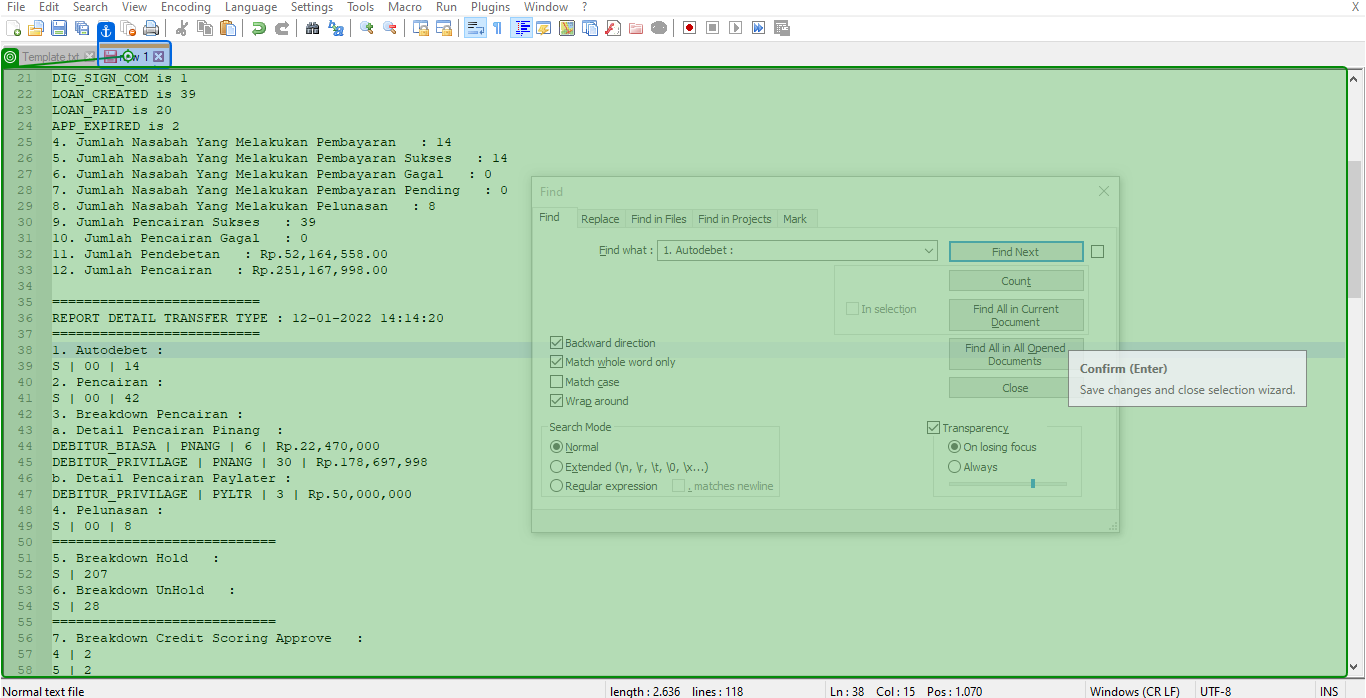 File Edit Search View Encoding Language Settings Tools Macro Run Plugins Window ? X
Template.txt
1
21 DIG_SIGN_COM is 1
22 LOAN_CREATED is 39
23 LOAN_PAID is 20
24 APP_EXPIRED is 2
25 4. Jumlah Nasabah Yang Melakukan Pembayaran : 14
26 5. Jumlah Nasabah Yang Melakukan Pembayaran Sukses : 14
27 6. Jumlah Nasabah Yang Melakukan Pembayaran Gagal : 0
28 7. Jumlah Nasabah Yang Melakukan Pembayaran Pending : 0
29 8. Jumlah Nasabah Yang Melakukan Pelunasan : 8
30 9. Jumlah Pencairan Sukses : 39
31 10. Jumlah Pencairan Gagal : 0
32 11. Jumlah Pendebetan : Rp.52,164,558.00
33 12. Jumlah Pencairan : Rp.251,167,998.00
34
35 ==========================
36 REPORT DETAIL TRANSFER TYPE : 12-01-2022 14:14:20
37 ==========================
38 1. Autodebet :
39 S | 00 | 14
40 2. Pencairan :
41 S | 00 | 42
42 3. Breakdown Pencairan :
43 a. Detail Pencairan Pinang :
44 DEBITUR_BIASA | PNANG | 6 | Rp.22,470,000
45 DEBITUR_PRIVILAGE | PNANG | 30 | Rp.178,697,998
46 b. Detail Pencairan Paylater :
47 DEBITUR_PRIVILAGE | PYLTR | 3 | Rp.50,000,000
48 4. Pelunasan :
49 S | 00 | 8
50 ============================
51 5. Breakdown Hold :
52 S | 207
53 6. Breakdown UnHold :
54 S | 28
55 ============================
56 7. Breakdown Credit Scoring Approve :
57 4 | 2
58 5 | 2
Find
Find Replace Find in Files Find in Projects Mark
Find what : 1. Autodebet :
Find Next
Count
In selection
Find All in Current
Document
Find All in All Opened
Documents
Close
Backward direction
Match whole word only
Match case
Wrap around
Search Mode
Normal
Extended (\n, \r, \t, \0, \x...)
Regular expression
. matches newline
Transparency
On losing focus
Always
Confirm (Enter)
Save changes and close selection wizard.
Normal text file length : 2.636 lines : 118 Ln : 38 Col : 15 Pos : 1.070 Windows (CR LF) UTF-8 INS